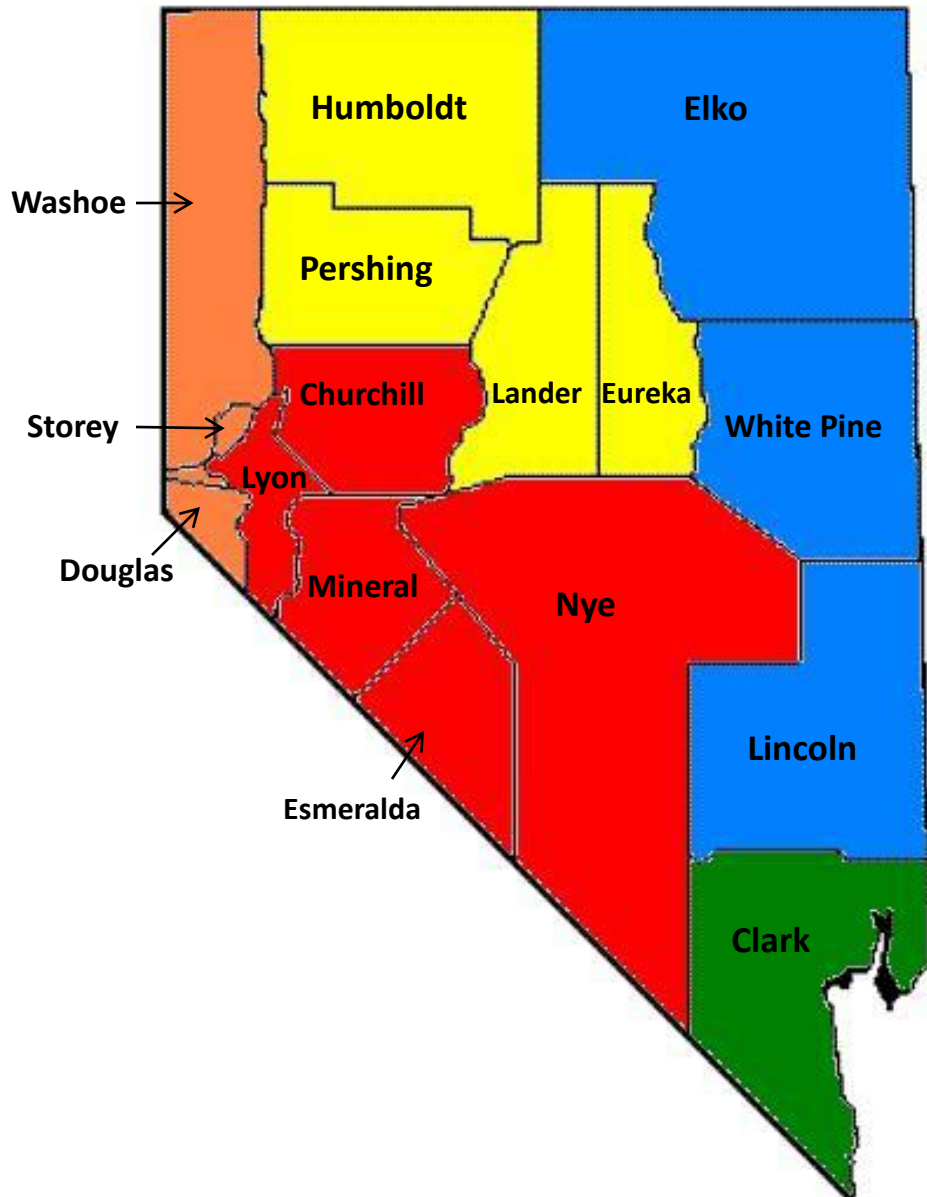 Humboldt
Elko
Washoe
Pershing
Churchill
Lander
Eureka
Storey
White Pine
Lyon
Douglas
Mineral
Nye
Lincoln
Esmeralda
Clark